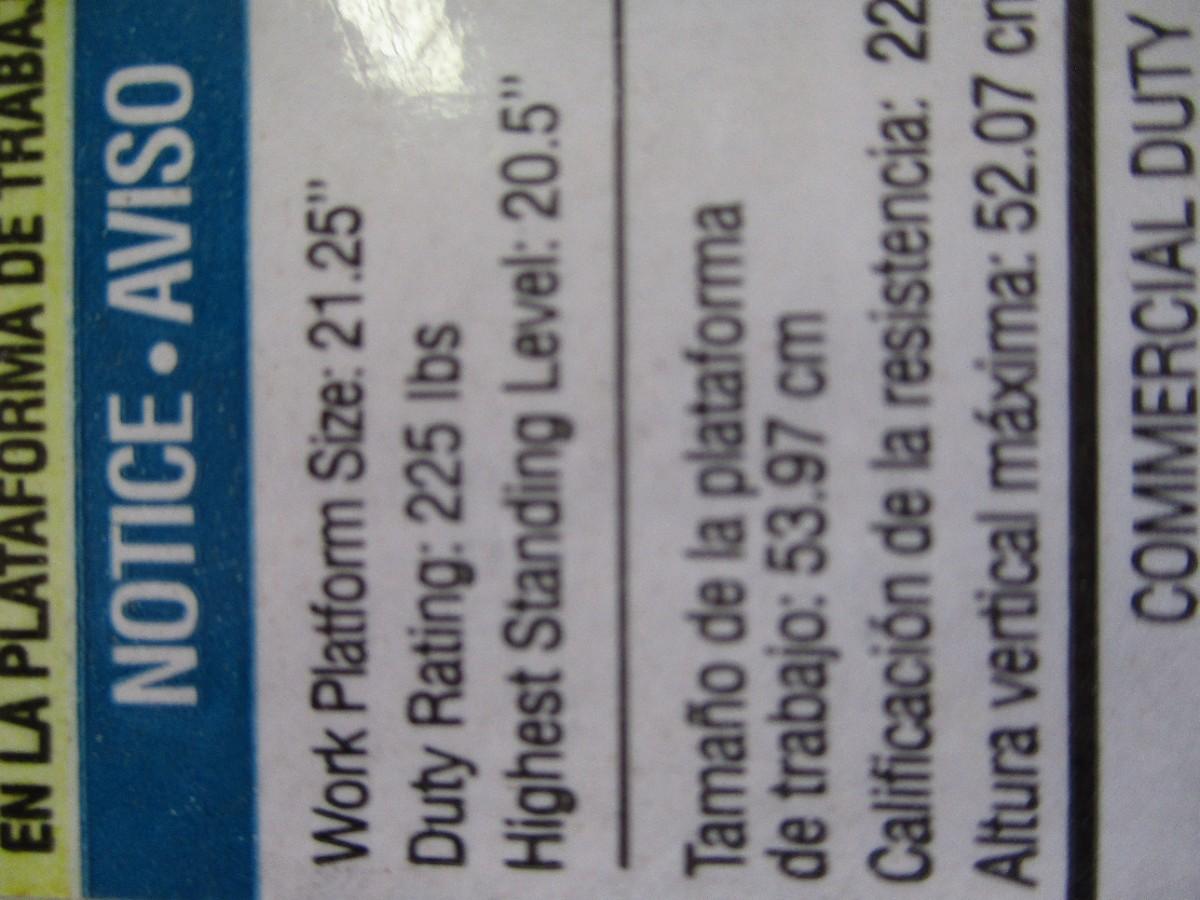 EN LA PLATAFORMA DE
NOTICE • AVISO
Work Platform Size: 21.25"
Duty Rating: 225 lbs
Highest Standing Level: 20.5"
Tamaño de la plataforma
de trabajo: 53.97 cm
Calificación de la resistencia:
Altura vertical máxima: 52.07 cm
COMMERCIAL DUTY